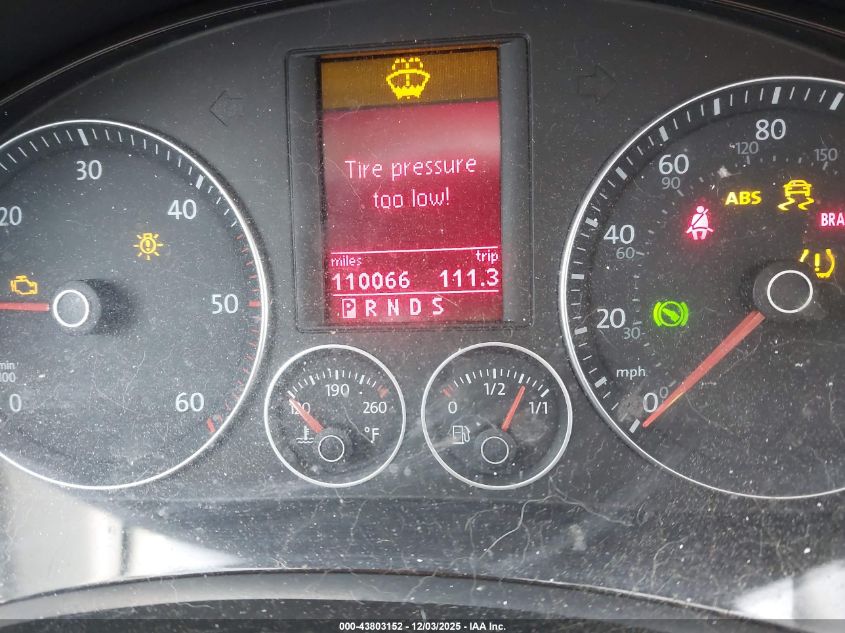 Tire pressure
too low!
miles trip
110066 111.3
P R N D S
0 20 30 40 50 60
120 190 260
°F
0 1/2 1/1
0 20 40 60 80
30 60 90 120 150
mph
ABS
BRA
000-43803152 - 12/03/2025 - IAA Inc.